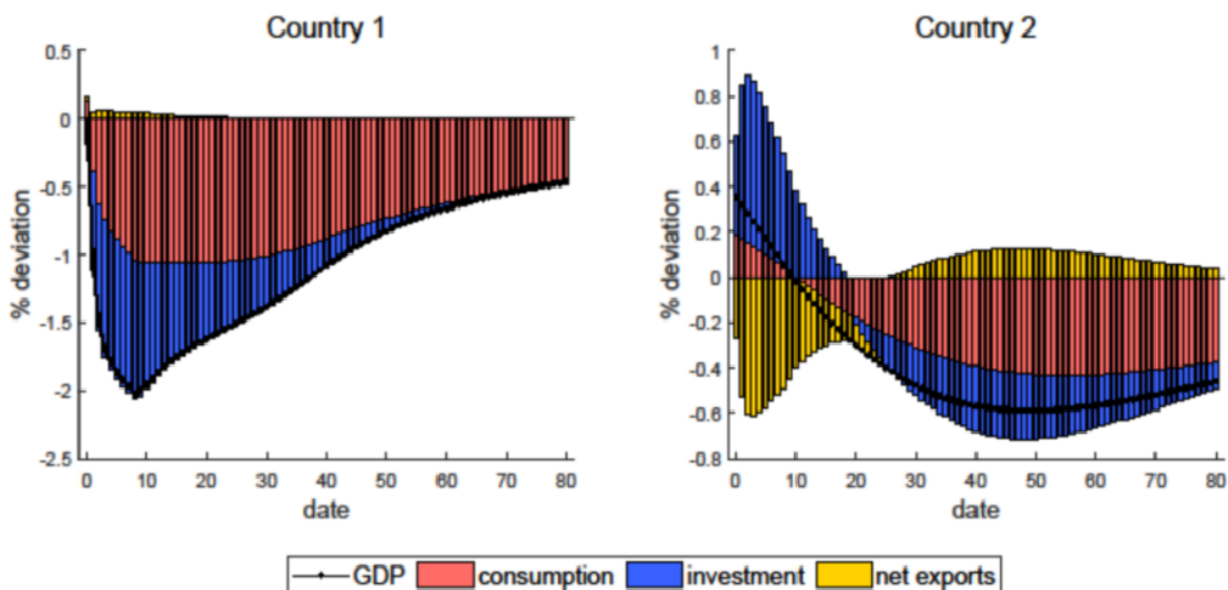 Country 1
0.5
0
-0.5
-1
-1.5
-2
-2.5
% deviation
0 10 20 30 40 50 60 70 80
date
Country 2
1
0.8
0.6
0.4
0.2
0
-0.2
-0.4
-0.6
-0.8
% deviation
0 10 20 30 40 50 60 70 80
date
GDP consumption investment net exports